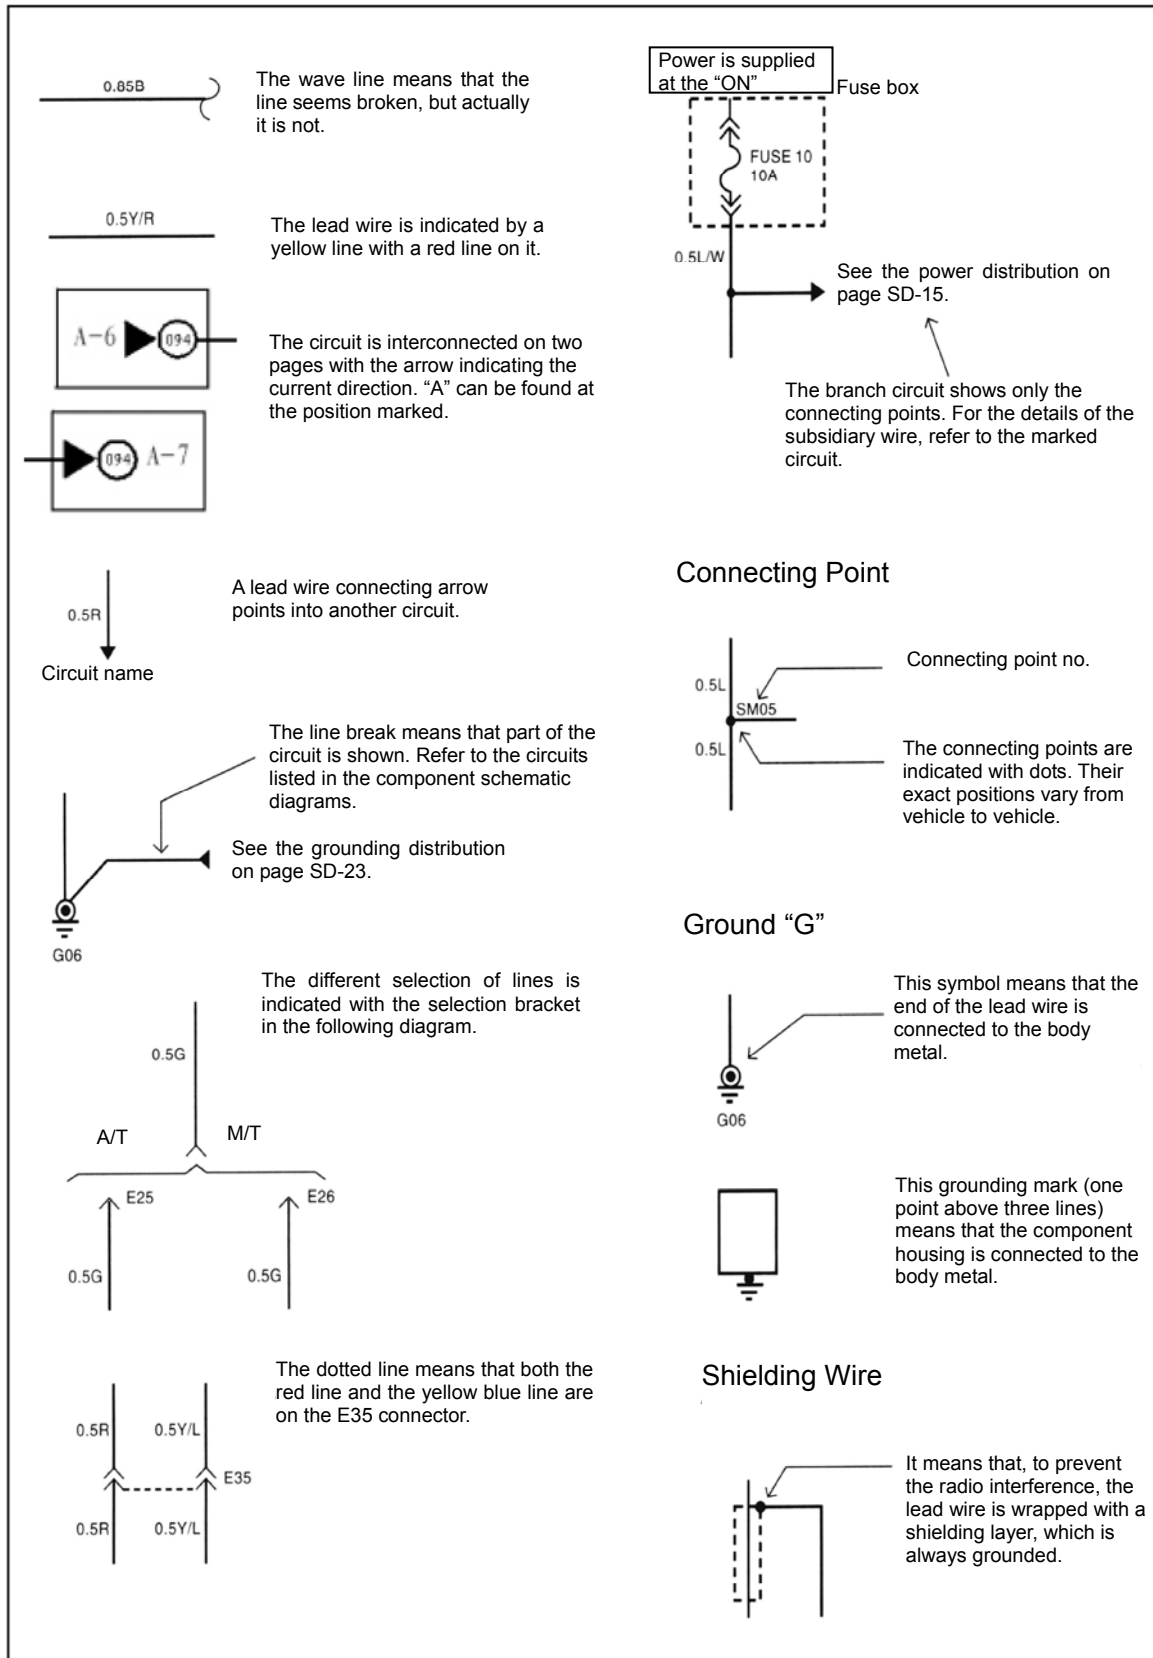 0.85B
The wave line means that the
line seems broken, but actually
it is not.
0.5Y/R
The lead wire is indicated by a
yellow line with a red line on it.
A-6
094
The circuit is interconnected on two
pages with the arrow indicating the
current direction. “A” can be found at
the position marked.
094
A-7
0.5R
A lead wire connecting arrow
points into another circuit.
Circuit name
The line break means that part of the
circuit is shown. Refer to the circuits
listed in the component schematic
diagrams.
See the grounding distribution
on page SD-23.
G06
The different selection of lines is
indicated with the selection bracket
in the following diagram.
0.5G
A/T
M/T
E25
E26
0.5G
0.5G
The dotted line means that both the
red line and the yellow blue line are
on the E35 connector.
0.5R
0.5Y/L
E35
0.5R
0.5Y/L
Power is supplied
at the “ON”
Fuse box
FUSE 10
10A
0.5L/W
See the power distribution on
page SD-15.
The branch circuit shows only the
connecting points. For the details of the
subsidiary wire, refer to the marked
circuit.
Connecting Point
Connecting point no.
0.5L
SM05
0.5L
The connecting points are
indicated with dots. Their
exact positions vary from
vehicle to vehicle.
Ground “G”
This symbol means that the
end of the lead wire is
connected to the body
metal.
G06
This grounding mark (one
point above three lines)
means that the component
housing is connected to the
body metal.
Shielding Wire
It means that, to prevent
the radio interference, the
lead wire is wrapped with a
shielding layer, which is
always grounded.